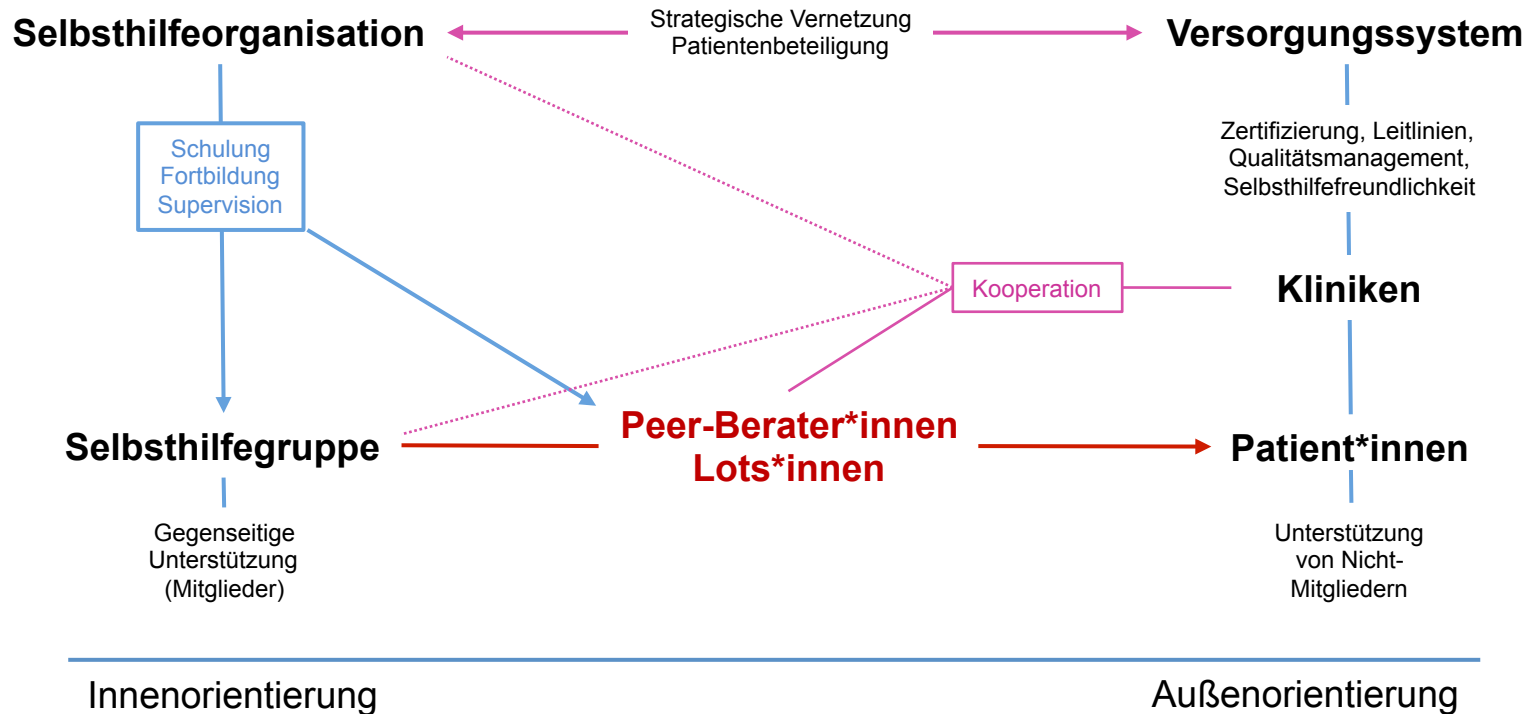 Selbsthilfeorganisation
Strategische Vernetzung
Patientenbeteiligung
Versorgungssystem
Schulung
Fortbildung
Supervision
Zertifizierung, Leitlinien,
Qualitätsmanagement,
Selbsthilfefreundlichkeit
Kooperation
Kliniken
Selbsthilfegruppe
Peer-Berater*innen
Lots*innen
Patient*innen
Gegenseitige
Unterstützung
(Mitglieder)
Unterstützung
von Nicht-
Mitgliedern
Innenorientierung
Außenorientierung